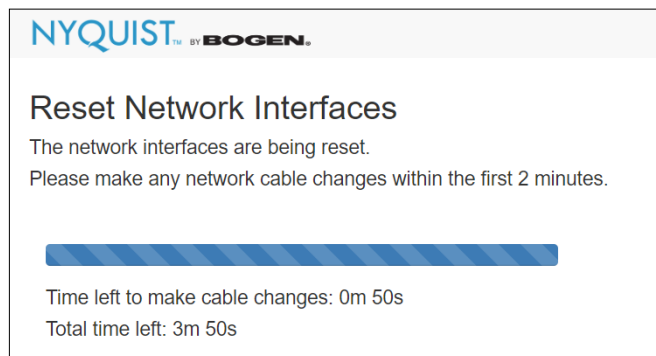 NYQUIST™ BY BOGEN®
Reset Network Interfaces
The network interfaces are being reset.
Please make any network cable changes within the first 2 minutes.
Time left to make cable changes: 0m 50s
Total time left: 3m 50s